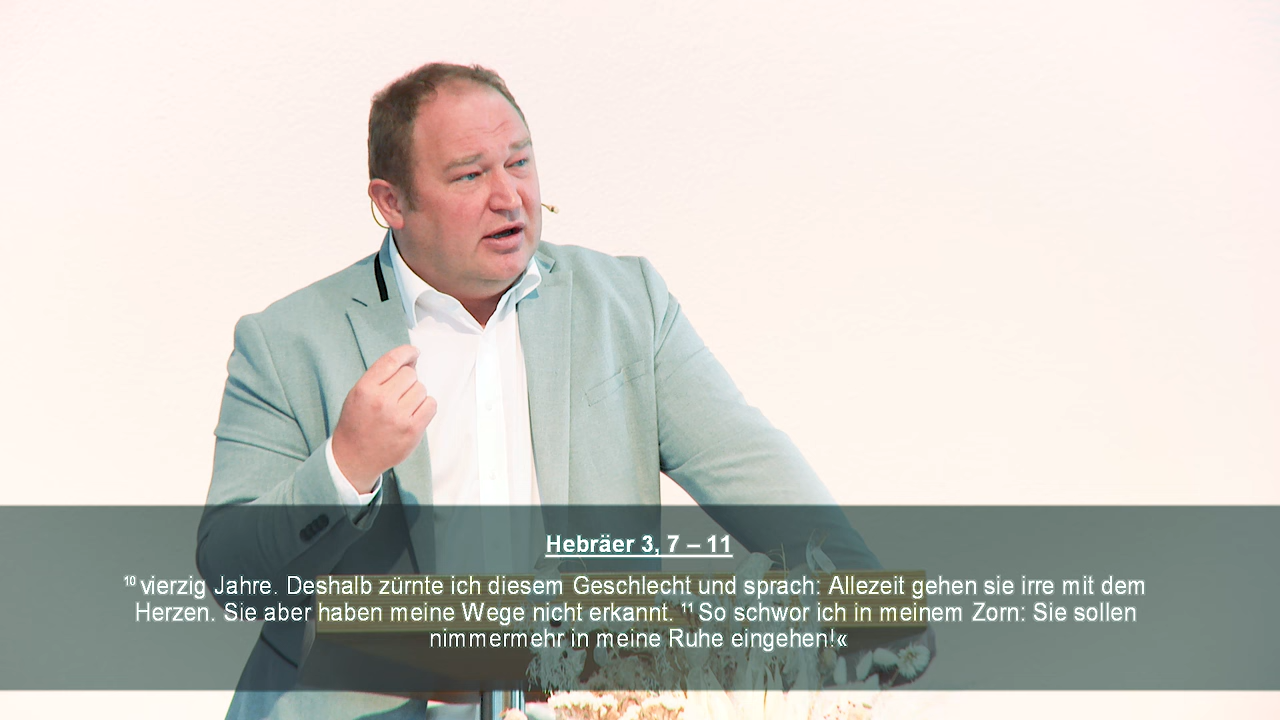 Hebräer 3, 7 – 11
¹⁰ vierzig Jahre. Deshalb zürnte ich diesem Geschlecht und sprach: Allezeit gehen sie irre mit dem
Herzen. Sie aber haben meine Wege nicht erkannt. ¹¹ So schwor ich in meinem Zorn: Sie sollen
nimmermehr in meine Ruhe eingehen!«